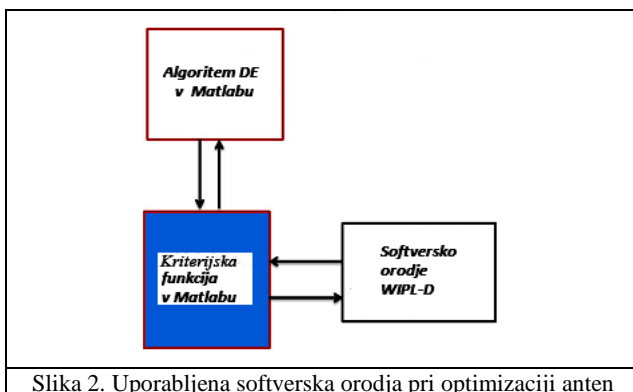 Algoritem DE
v Matlabu
Kriterijska
funkcija
v Matlabu
Softversko
orodje
WIPL-D
Slika 2. Uporabljena softverska orodja pri optimizaciji anten